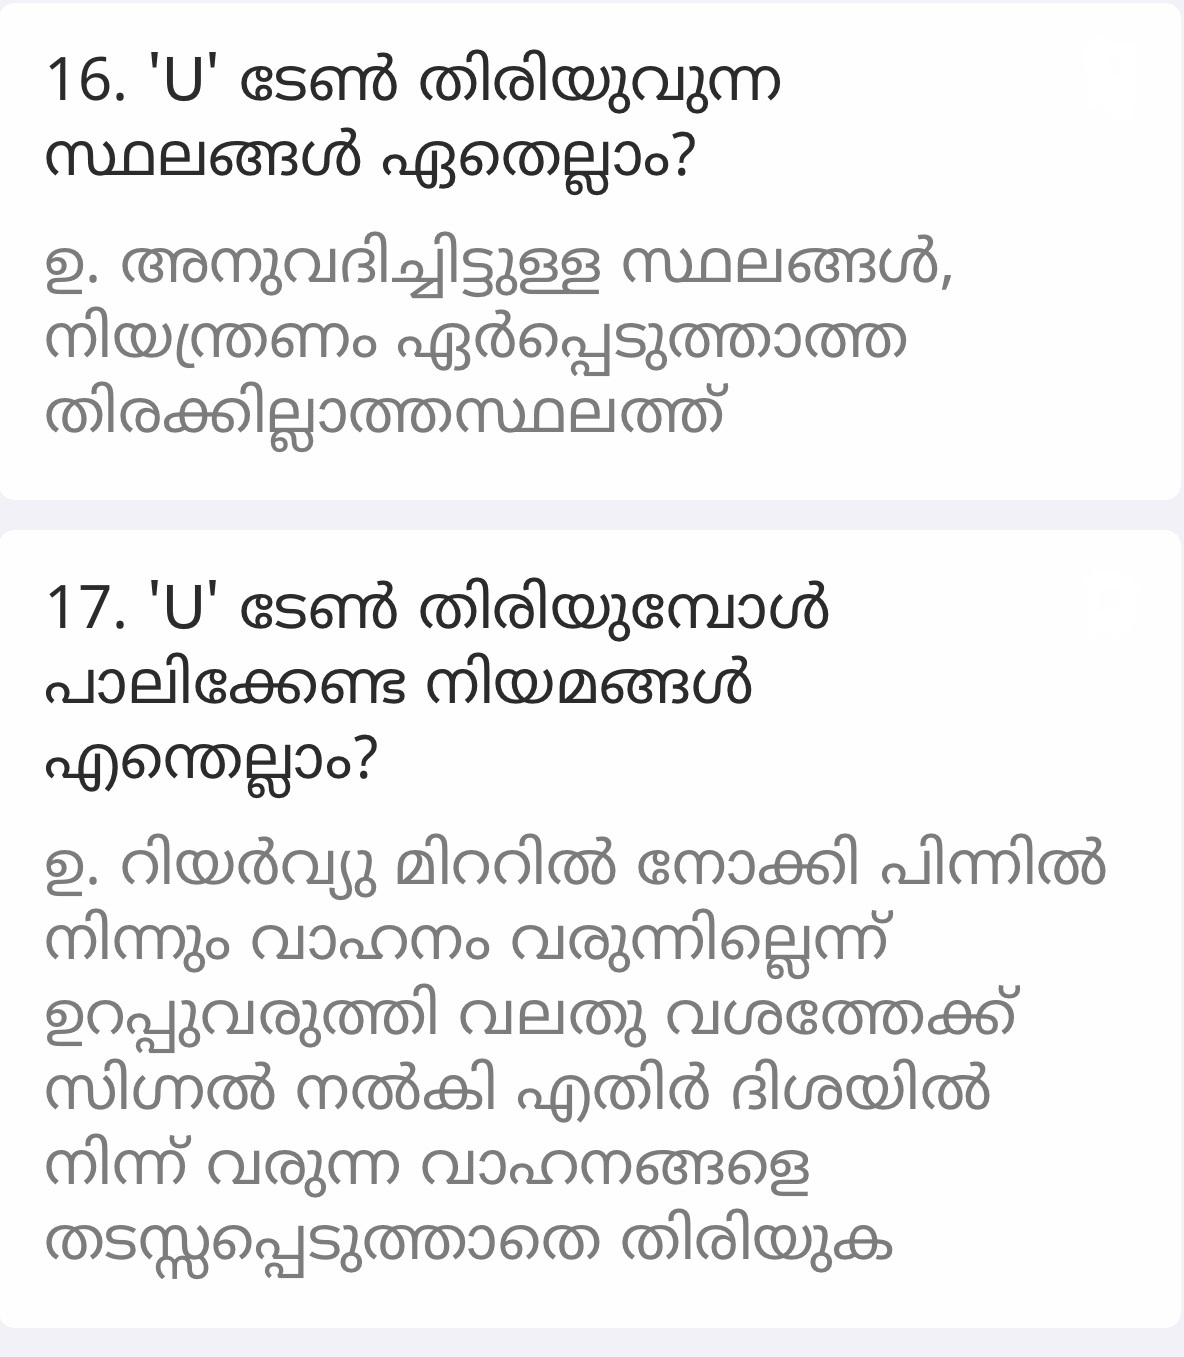 16. 'U' ടേൺ തിരിയുവുന്ന
സ്ഥലങ്ങൾ ഏതെല്ലാം?
ഉ. അനുവദിച്ചിട്ടുള്ള സ്ഥലങ്ങൾ,
നിയന്ത്രണം ഏർപ്പെടുത്താത്ത
തിരക്കില്ലാത്തസ്ഥലത്ത്
17. 'U' ടേൺ തിരിയുമ്പോൾ
പാലിക്കേണ്ട നിയമങ്ങൾ
എന്തെല്ലാം?
ഉ. റിയർവ്യു മിററിൽ നോക്കി പിന്നിൽ
നിന്നും വാഹനം വരുന്നില്ലെന്ന്
ഉറപ്പുവരുത്തി വലതു വശത്തേക്ക്
സിഗ്നൽ നൽകി എതിർ ദിശയിൽ
നിന്ന് വരുന്ന വാഹനങ്ങളെ
തടസ്സപ്പെടുത്താതെ തിരിയുക